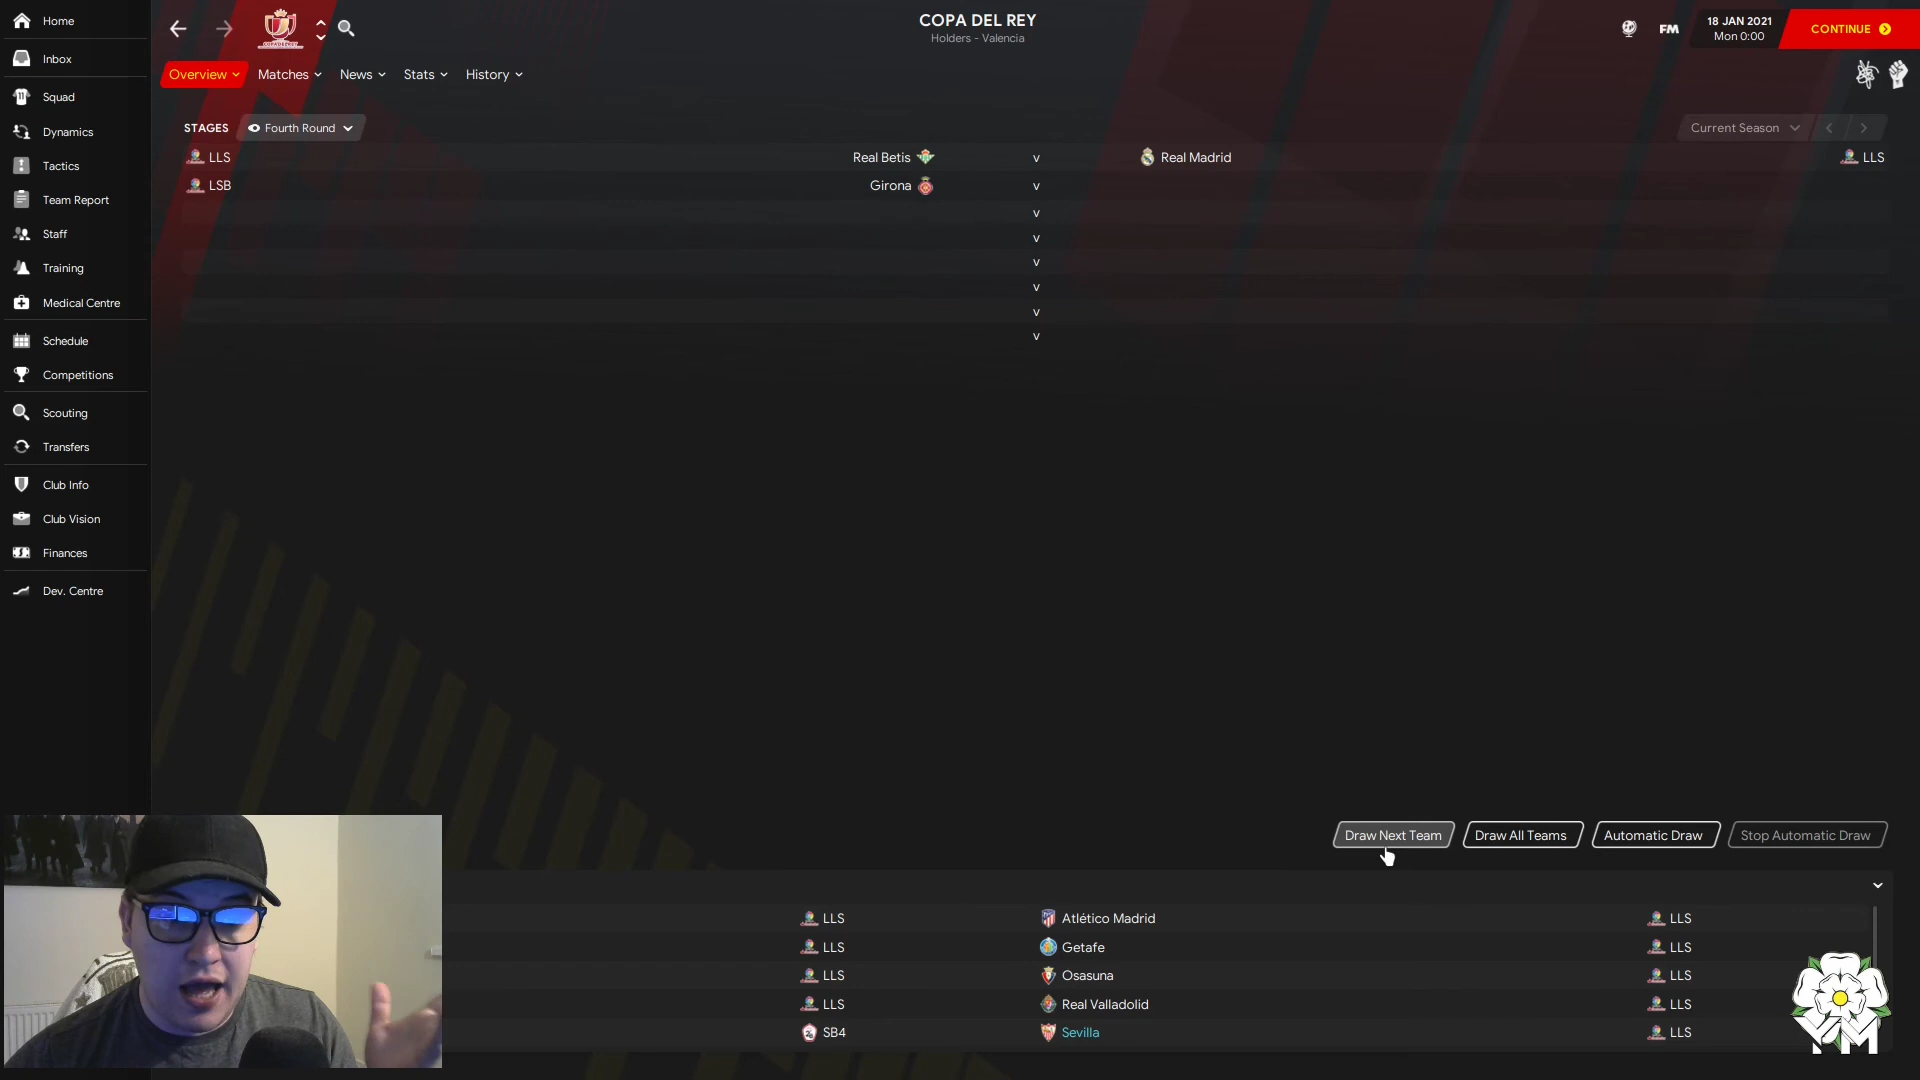 Home
Inbox
Squad
Dynamics
Tactics
Team Report
Staff
Training
Medical Centre
Schedule
Competitions
Scouting
Transfers
Club Info
Club Vision
Finances
Dev. Centre
COPA DEL REY
Holders - Valencia
FM
18 JAN 2021
Mon 0:00
CONTINUE
Overview
Matches
News
Stats
History
STAGES
Fourth Round
Current Season
LLS Real Betis v Real Madrid LLS
LSB Girona v
v
v
v
v
v
v
Draw Next Team
Draw All Teams
Automatic Draw
Stop Automatic Draw
LLS Atlético Madrid LLS
LLS Getafe LLS
LLS Osasuna LLS
LLS Real Valladolid LLS
SB4 Sevilla LLS